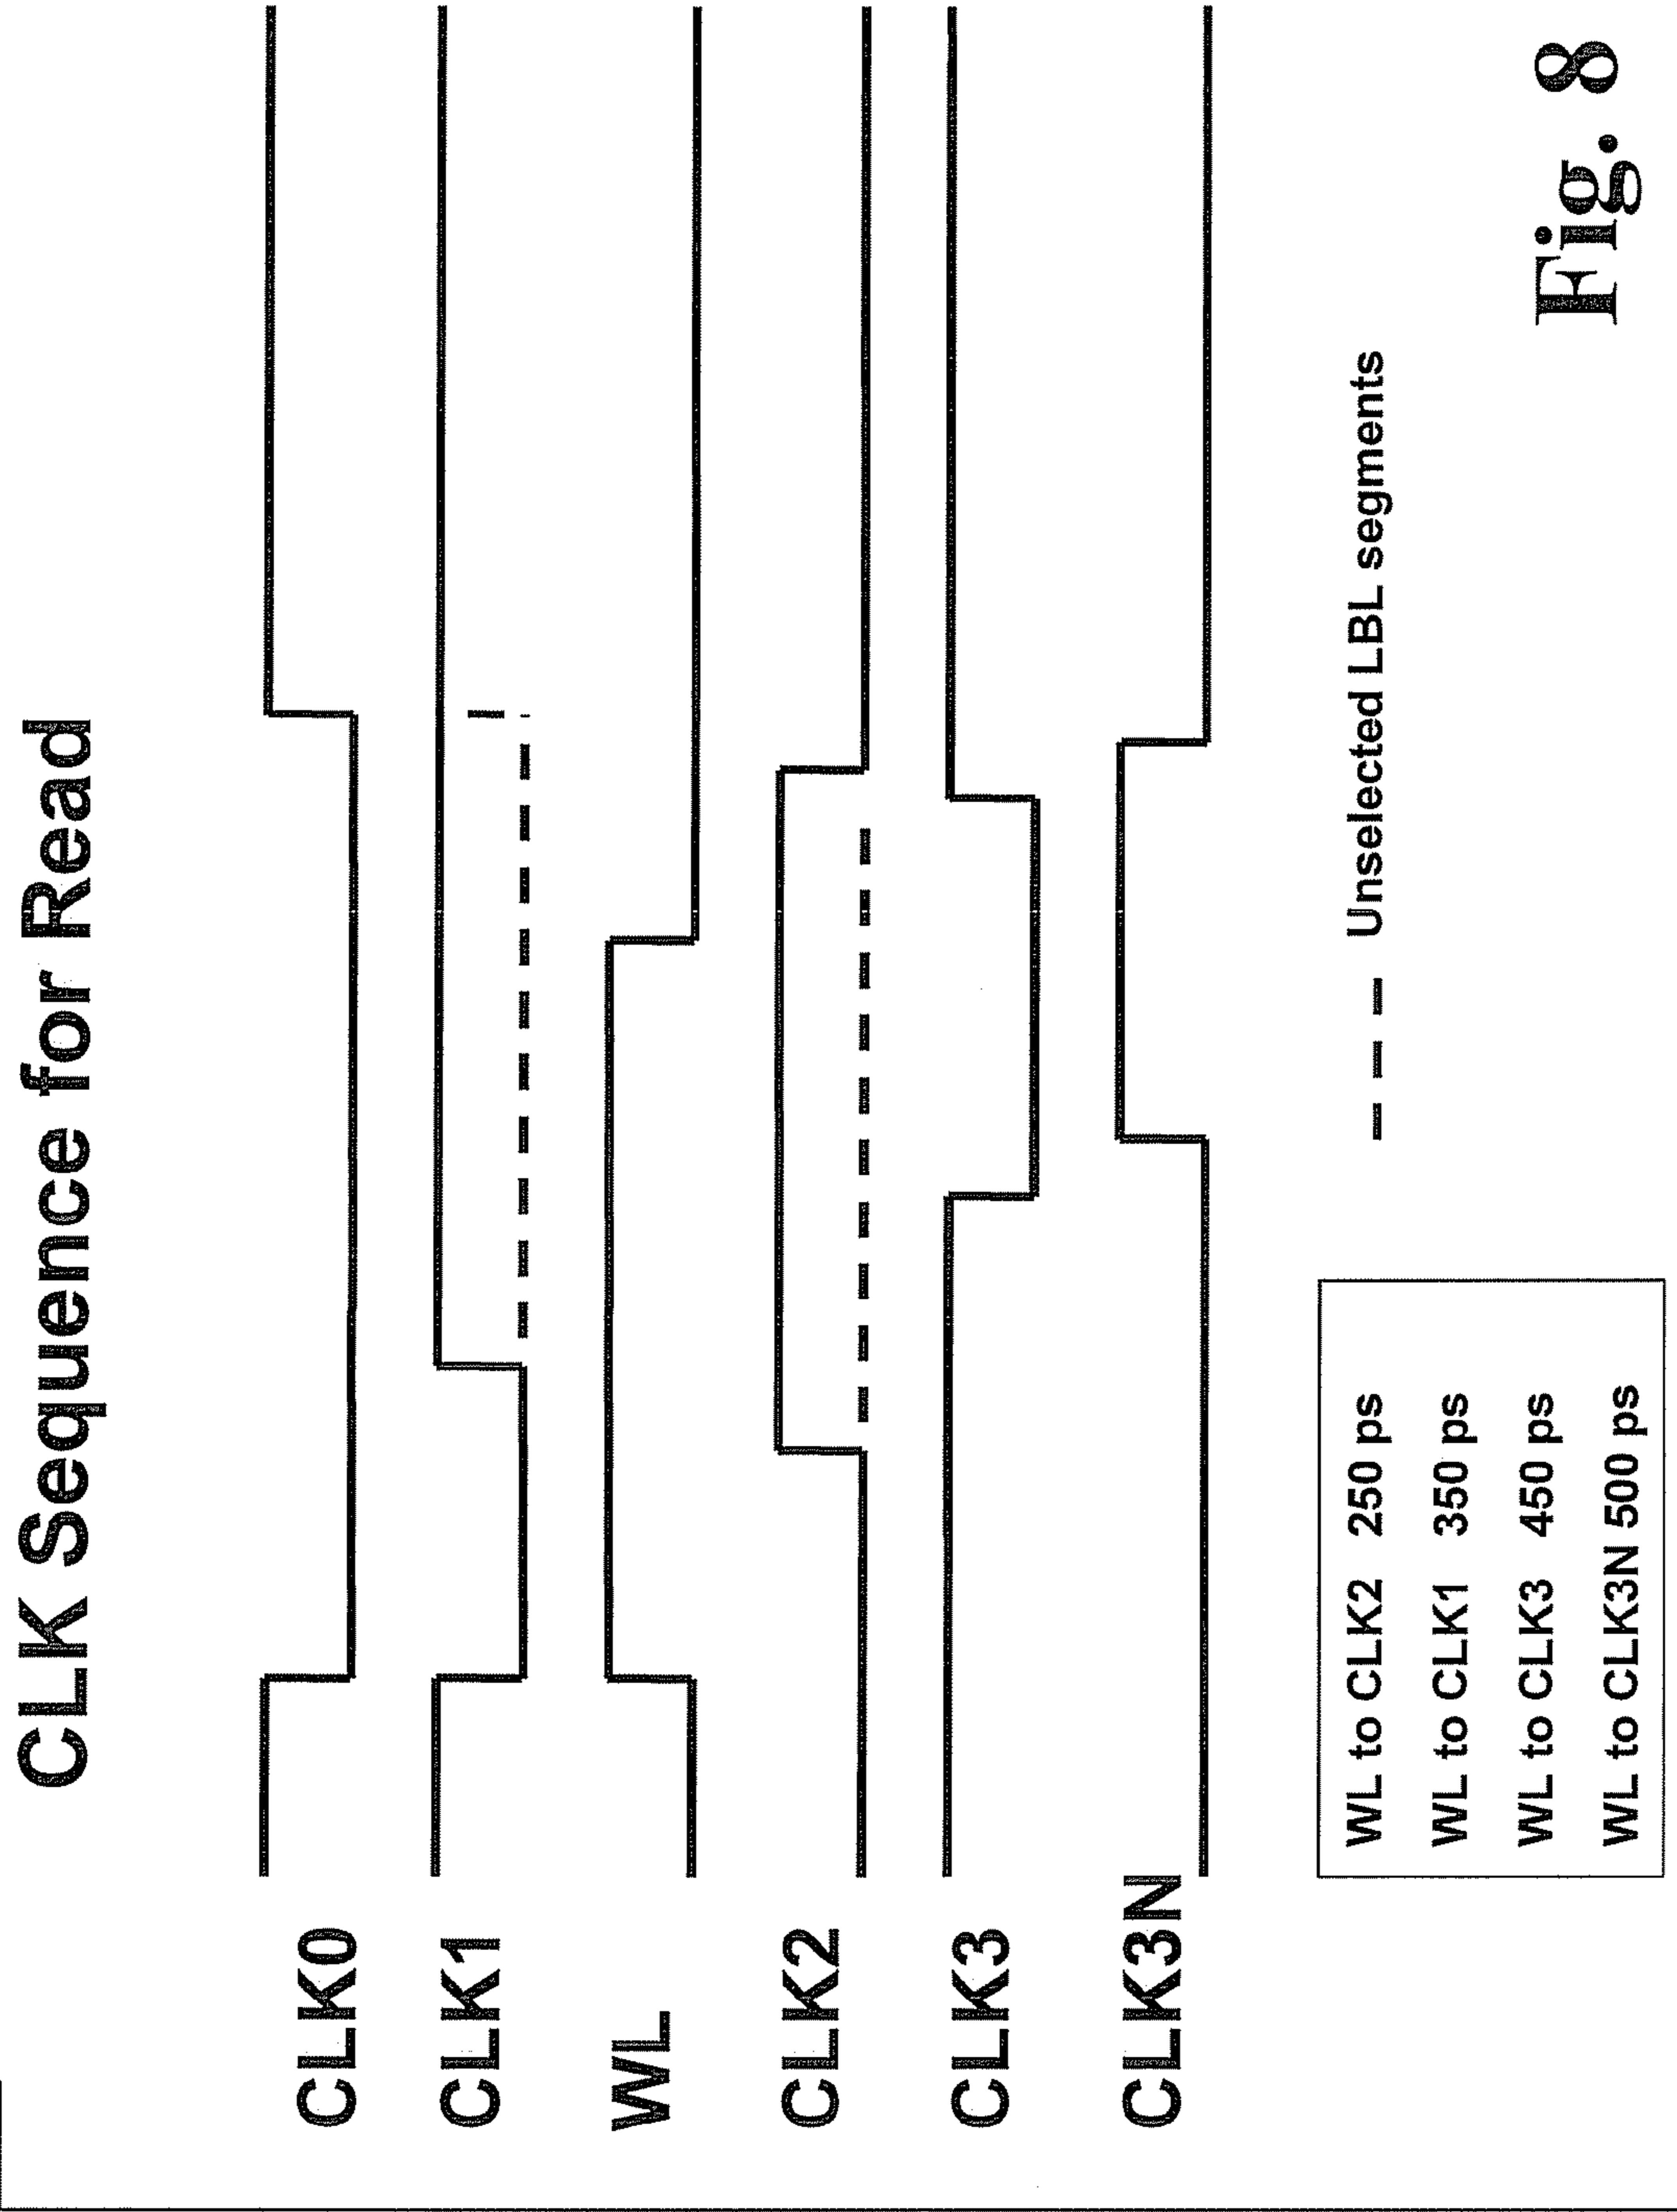 CLK Sequence for Read
CLK0
CLK1
WL
CLK2
CLK3
CLK3N
WL to CLK2 250 ps
WL to CLK1 350 ps
WL to CLK3 450 ps
WL to CLK3N 500 ps
Unselected LBL segments
Fig. 8